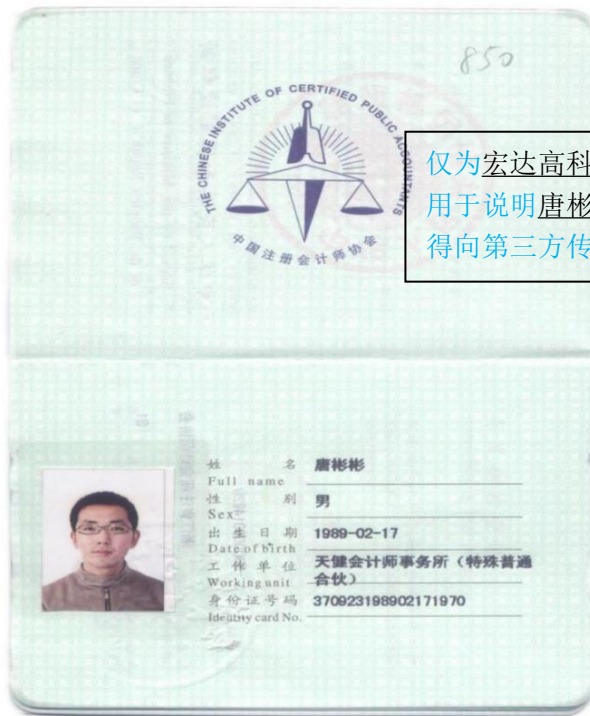 850
THE CHINESE INSTITUTE OF CERTIFIED PUBLIC ACCOUNTANTS
中国注册会计师协会
仅为宏达高科
用于说明唐彬
得向第三方传
姓 名 唐彬彬
Full name
性 别 男
Sex
出生日期 1989-02-17
Date of birth
工作单位 天健会计师事务所（特殊普通
Working unit 合伙）
身份证号码 370923198902171970
Identity card No.